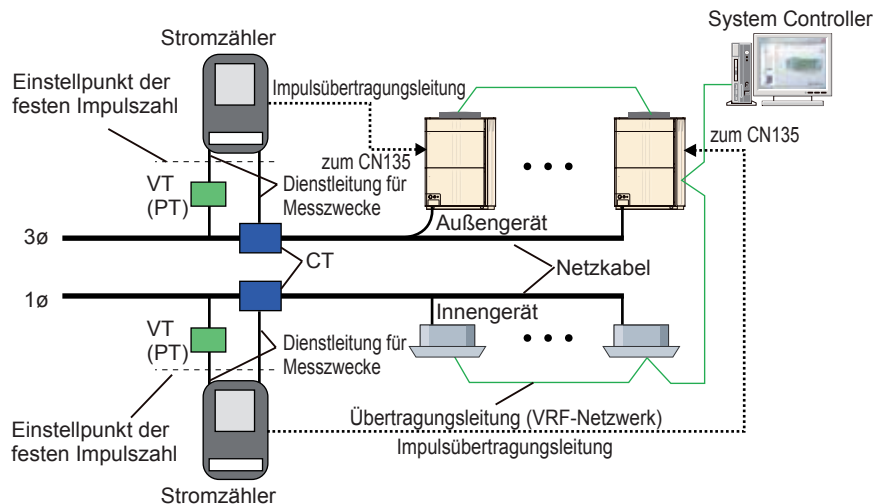 System Controller
Stromzähler
Einstellpunkt der
festen Impulszahl
Impulsübertragungsleitung
zum CN135
zum CN135
VT
(PT)
Dienstleitung für
Messzwecke
Außengerät
3ø
CT
Netzkabel
1ø
Innengerät
VT
(PT)
Dienstleitung für
Messzwecke
Übertragungsleitung (VRF-Netzwerk)
Einstellpunkt der
festen Impulszahl
Impulsübertragungsleitung
Stromzähler